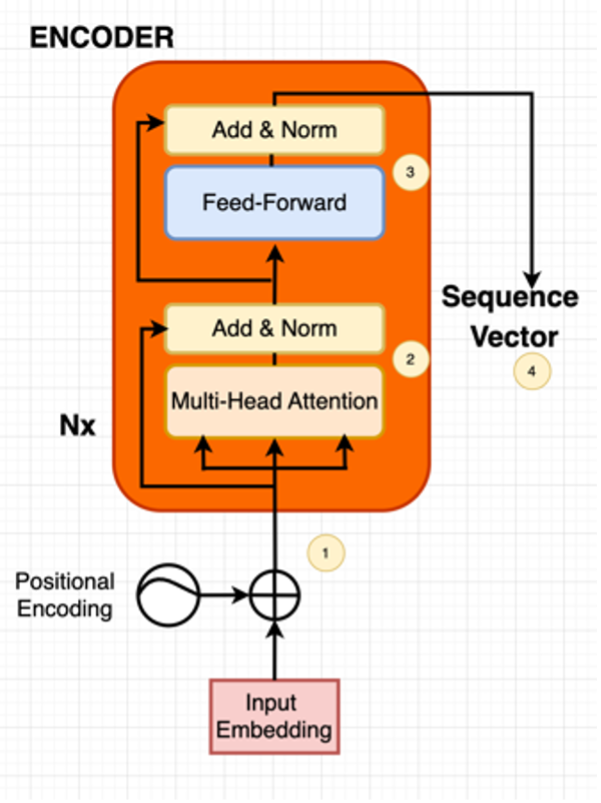 ENCODER
Add & Norm
3
Feed-Forward
Sequence
Vector
4
Add & Norm
2
Multi-Head Attention
Nx
1
Positional
Encoding
Input
Embedding